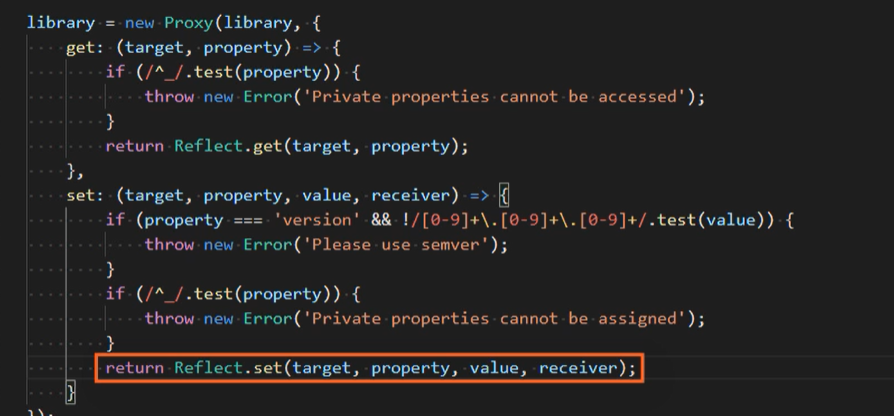 library = new Proxy(library, {
get: (target, property) => {
if (/^_/.test(property)) {
throw new Error('Private properties cannot be accessed');
}
return Reflect.get(target, property);
},
set: (target, property, value, receiver) => {
if (property === 'version' && !/[0-9]+\.[0-9]+\.[0-9]+/.test(value)) {
throw new Error('Please use semver');
}
if (/^_/.test(property)) {
throw new Error('Private properties cannot be assigned');
}
return Reflect.set(target, property, value, receiver);
}
});